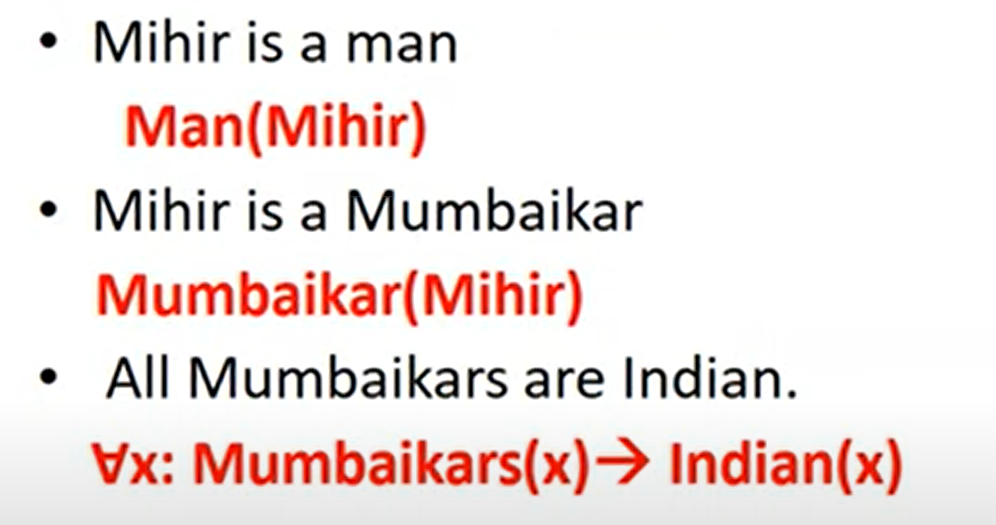 • Mihir is a man
Man(Mihir)
• Mihir is a Mumbaikar
Mumbaikar(Mihir)
• All Mumbaikars are Indian.
∀x: Mumbaikars(x)→ Indian(x)